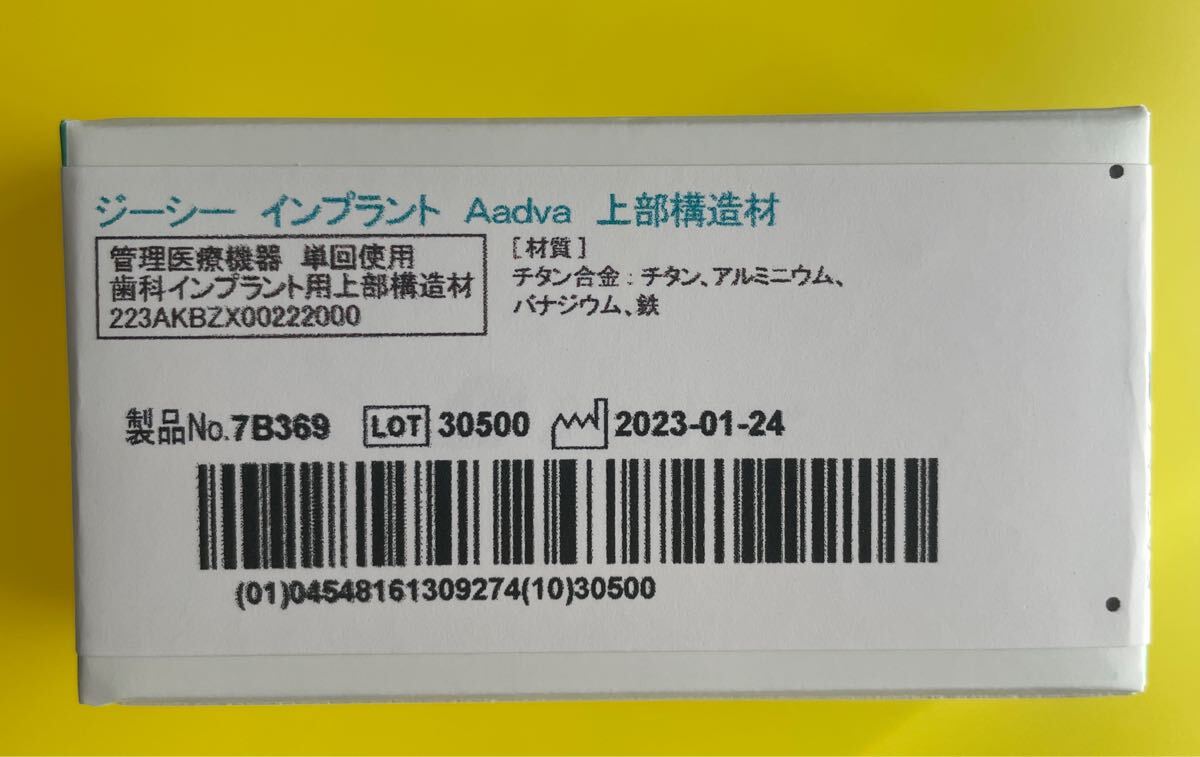 ジーシー インプラント Aadva 上部構造材
管理医療機器 単回使用
歯科インプラント用上部構造材
223AKBZX00222000
[材質]
チタン合金:チタン、アルミニウム、
バナジウム、鉄
製品No.7B369 LOT 30500 2023-01-24
(01)04548161309274(10)30500